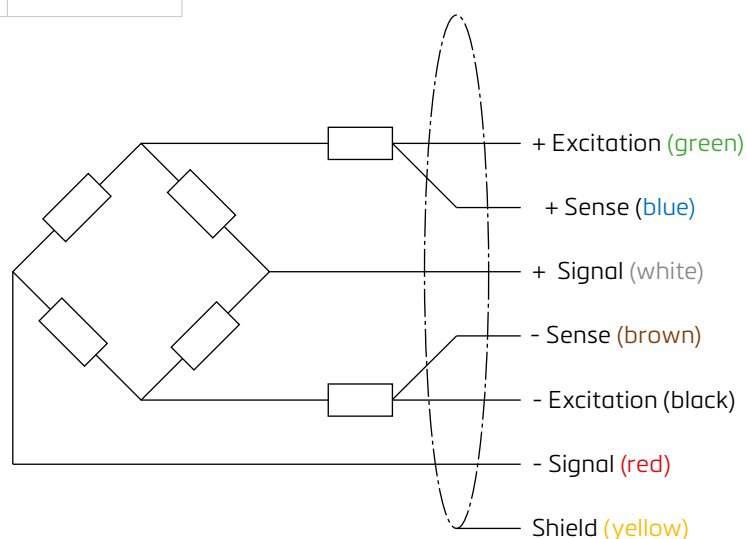 + Excitation (green)
+ Sense (blue)
+ Signal (white)
- Sense (brown)
- Excitation (black)
- Signal (red)
Shield (yellow)